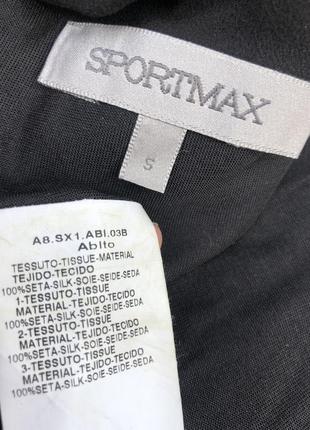 SPORTMAX
S
A8.SX1.ABI.03B
Abito
TESSUTO-TISSUE-MATERIAL
TEJIDO-TECIDO
100%SETA-SILK-SOIE-SEIDE-SEDA
1-TESSUTO-TISSUE
MATERIAL-TEJIDO-TECIDO
100%SETA-SILK-SOIE-SEIDE-SEDA
2-TESSUTO-TISSUE
MATERIAL-TEJIDO-TECIDO
100%SETA-SILK-SOIE-SEIDE-SEDA
3-TESSUTO-TISSUE
MATERIAL-TEJIDO-TECIDO
100%SETA-SILK-SOIE-SEIDE-SEDA